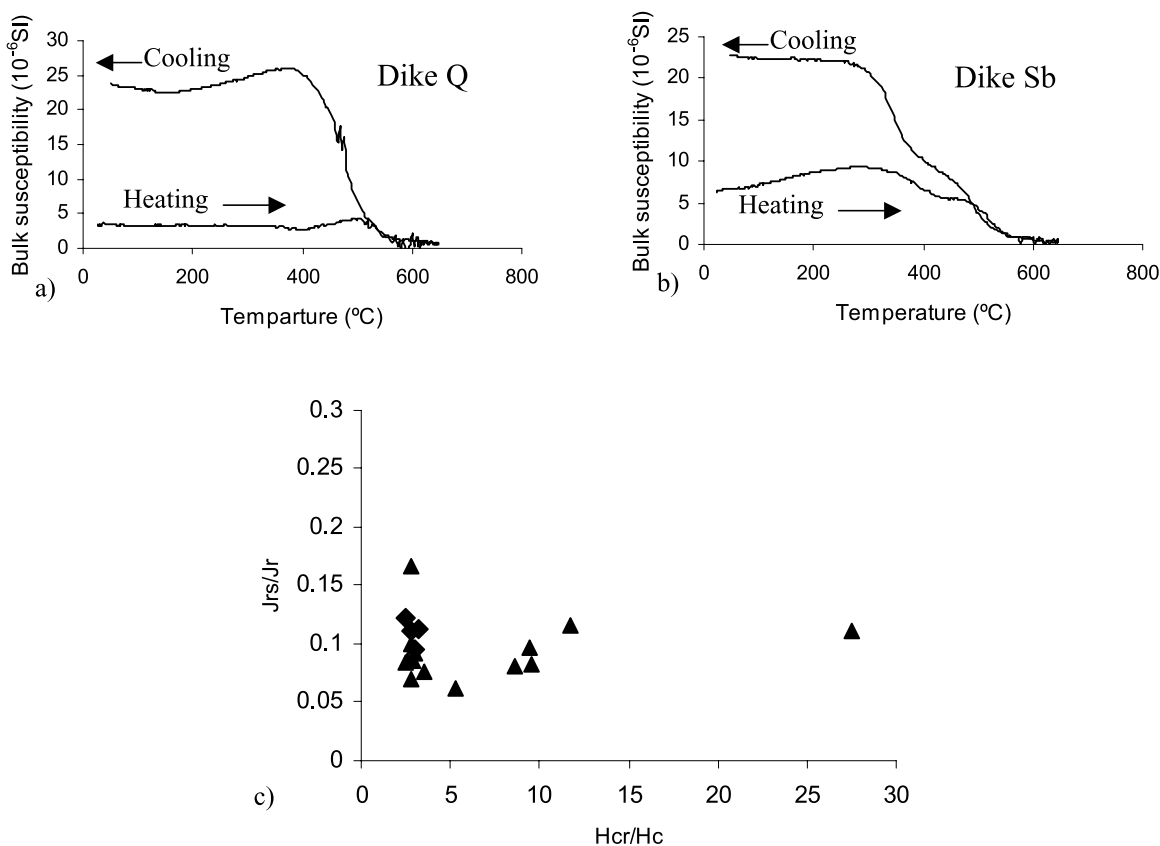 Bulk susceptibility (10⁻⁶SI)
30
25
20
15
10
5
0
Cooling
Dike Q
Heating
0 200 400 600 800
Temparture (ºC)
a)
Bulk susceptibility (10⁻⁶SI)
25
20
15
10
5
0
Cooling
Dike Sb
Heating
0 200 400 600 800
Temperature (ºC)
b)
Jrs/Jr
0.3
0.25
0.2
0.15
0.1
0.05
0
0 5 10 15 20 25 30
Hcr/Hc
c)